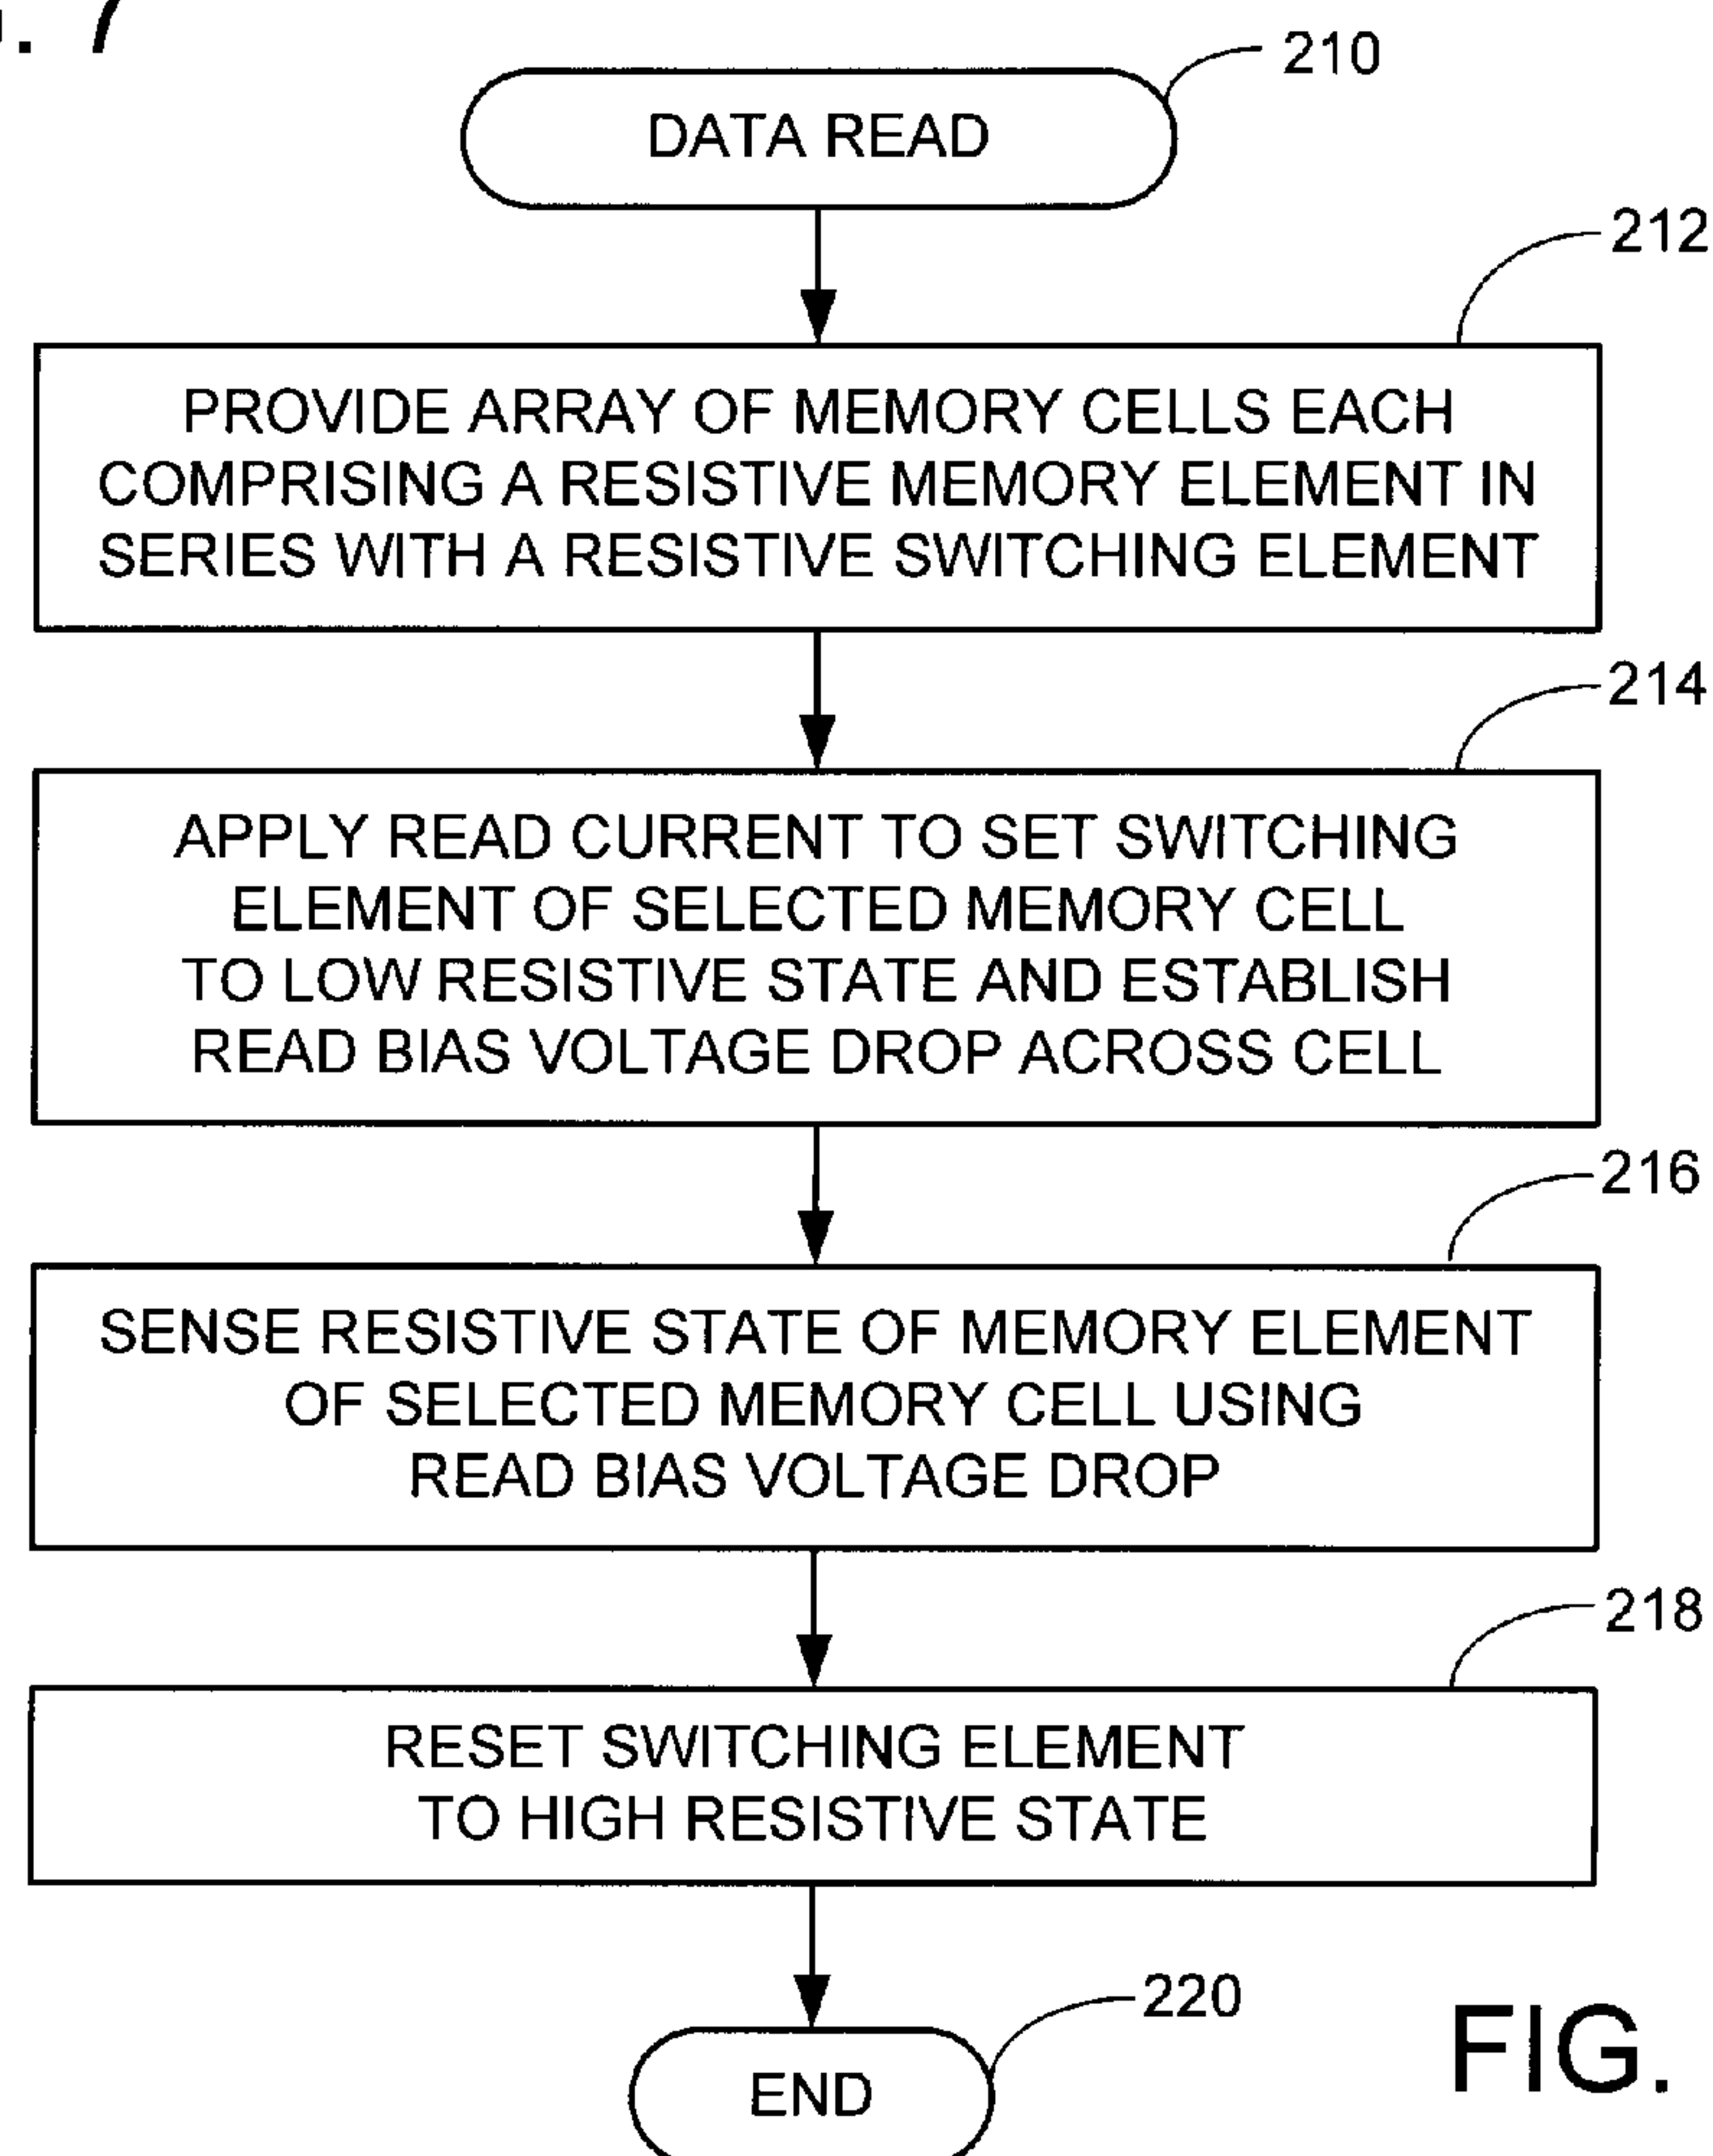 . 7
210
DATA READ
212
PROVIDE ARRAY OF MEMORY CELLS EACH
COMPRISING A RESISTIVE MEMORY ELEMENT IN
SERIES WITH A RESISTIVE SWITCHING ELEMENT
214
APPLY READ CURRENT TO SET SWITCHING
ELEMENT OF SELECTED MEMORY CELL
TO LOW RESISTIVE STATE AND ESTABLISH
READ BIAS VOLTAGE DROP ACROSS CELL
216
SENSE RESISTIVE STATE OF MEMORY ELEMENT
OF SELECTED MEMORY CELL USING
READ BIAS VOLTAGE DROP
218
RESET SWITCHING ELEMENT
TO HIGH RESISTIVE STATE
220
END
FIG.